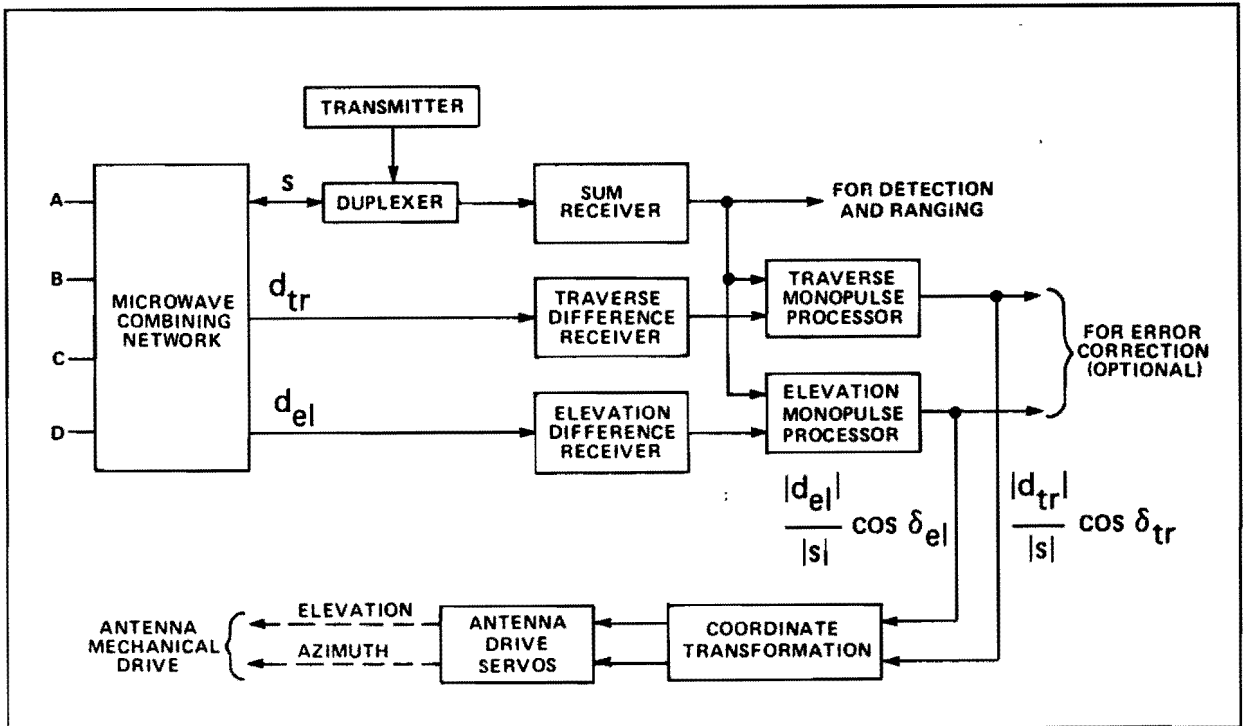 TRANSMITTER
A
B
C
D
MICROWAVE
COMBINING
NETWORK
s
DUPLEXER
SUM
RECEIVER
FOR DETECTION
AND RANGING
d_tr
TRAVERSE
DIFFERENCE
RECEIVER
TRAVERSE
MONOPULSE
PROCESSOR
FOR ERROR
CORRECTION
(OPTIONAL)
d_el
ELEVATION
DIFFERENCE
RECEIVER
ELEVATION
MONOPULSE
PROCESSOR
|d_el|
|s| cos δ_el
|d_tr|
|s| cos δ_tr
ANTENNA
MECHANICAL
DRIVE
ELEVATION
AZIMUTH
ANTENNA
DRIVE
SERVOS
COORDINATE
TRANSFORMATION